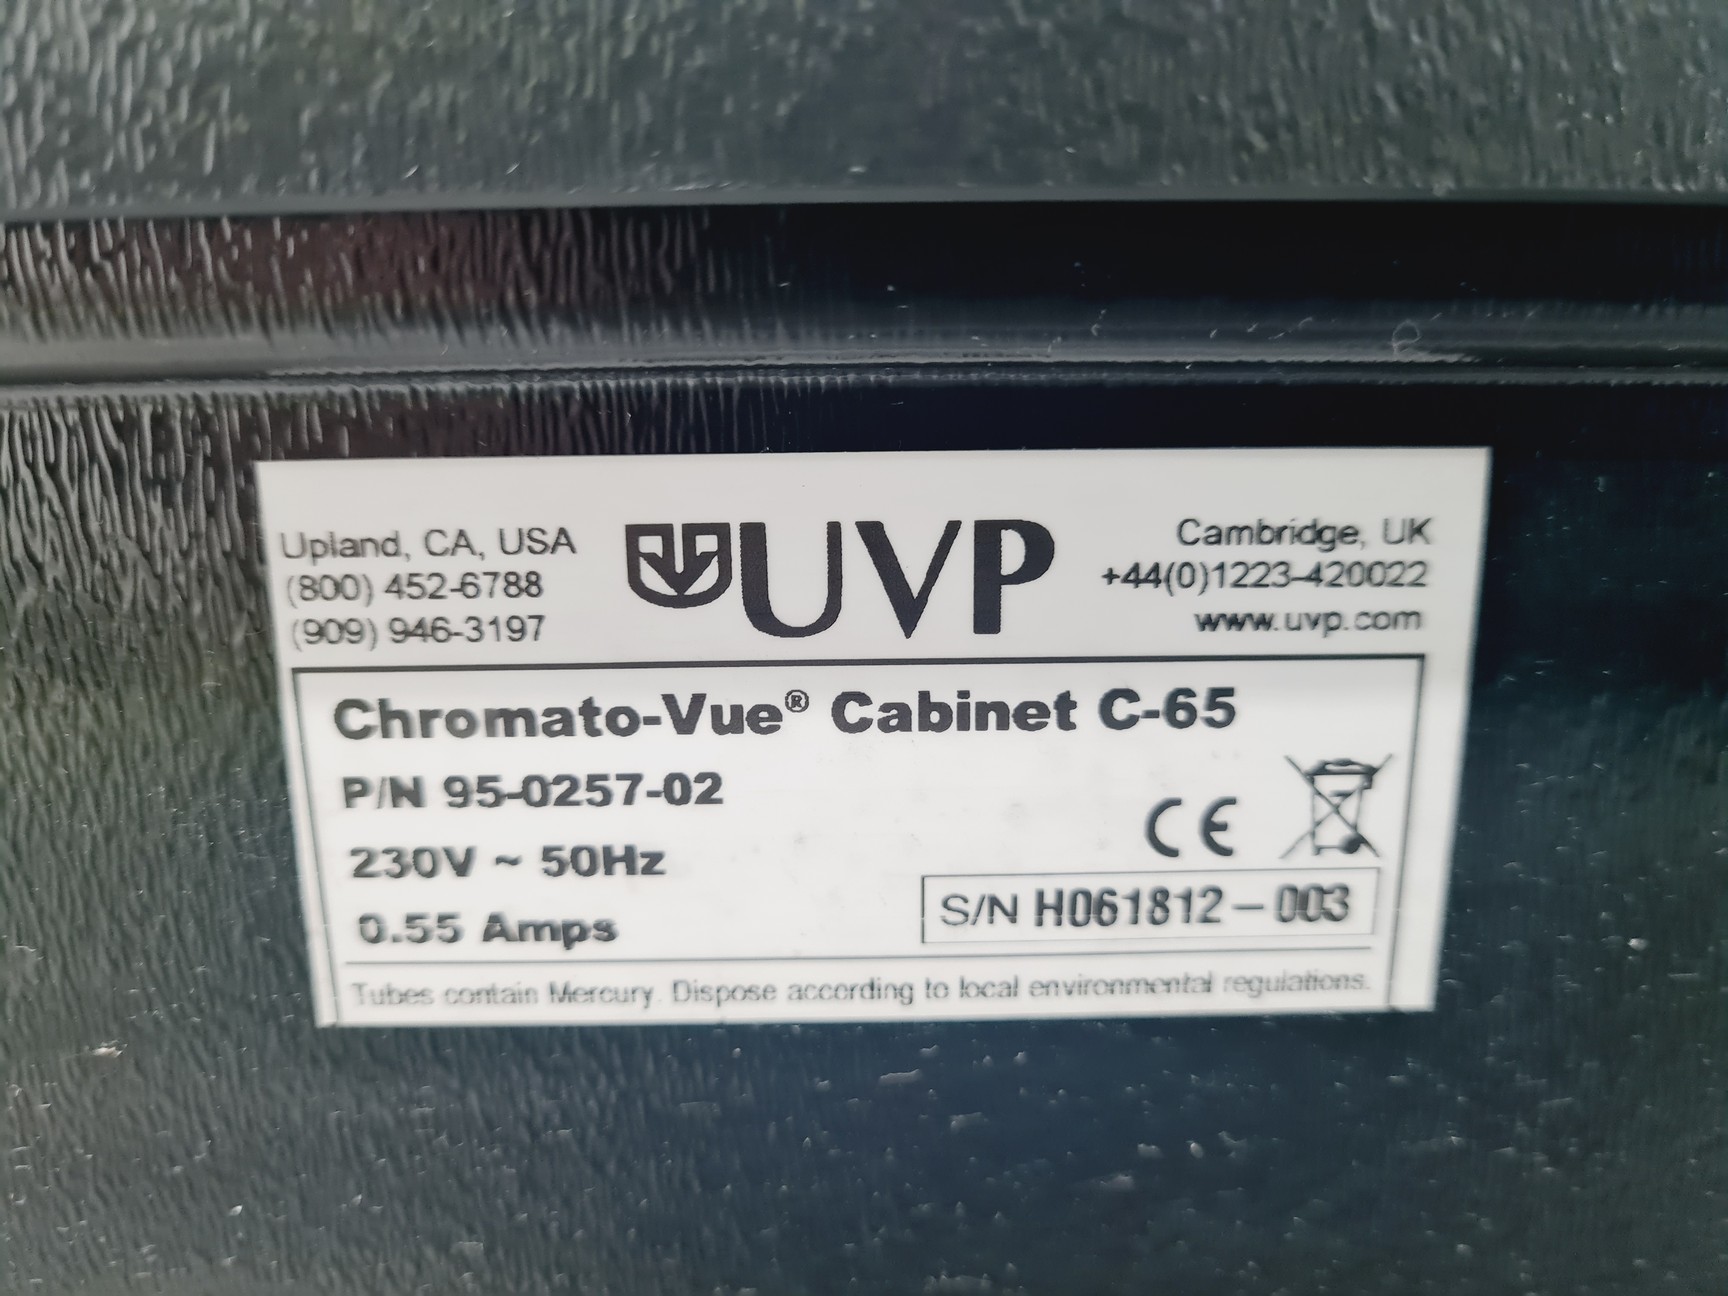 Upland, CA, USA
(800) 452-6788
(909) 946-3197
UVP
Cambridge, UK
+44(0)1223-420022
www.uvp.com
Chromato-Vue® Cabinet C-65
P/N 95-0257-02
230V ~ 50Hz
0.55 Amps
CE
S/N H061812-003
Tubes contain Mercury. Dispose according to local environmental regulations.